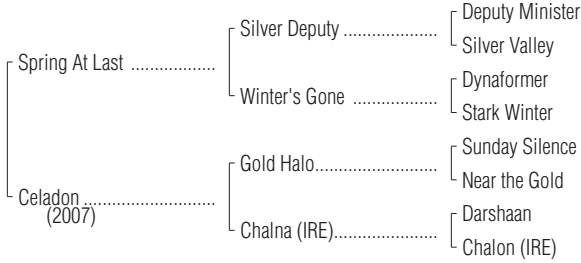 Deputy Minister
Silver Deputy ....................
Silver Valley
Spring At Last ..................
Dynaformer
Winter's Gone ..................
Stark Winter
Sunday Silence
Gold Halo..........................
Near the Gold
Celadon ............................
(2007)
Darshaan
Chalna (IRE)......................
Chalon (IRE)